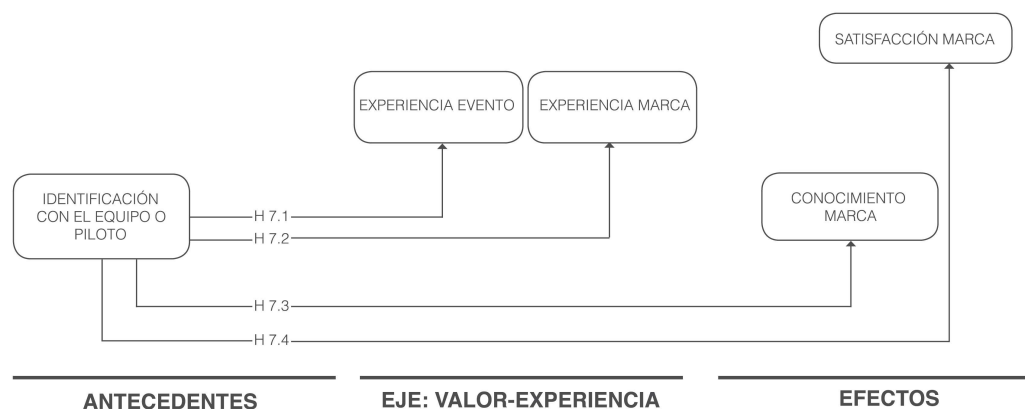 SATISFACCIÓN MARCA
EXPERIENCIA EVENTO
EXPERIENCIA MARCA
IDENTIFICACIÓN
CON EL EQUIPO O
PILOTO
CONOCIMIENTO
MARCA
H 7.1
H 7.2
H 7.3
H 7.4
ANTECEDENTES
EJE: VALOR-EXPERIENCIA
EFECTOS